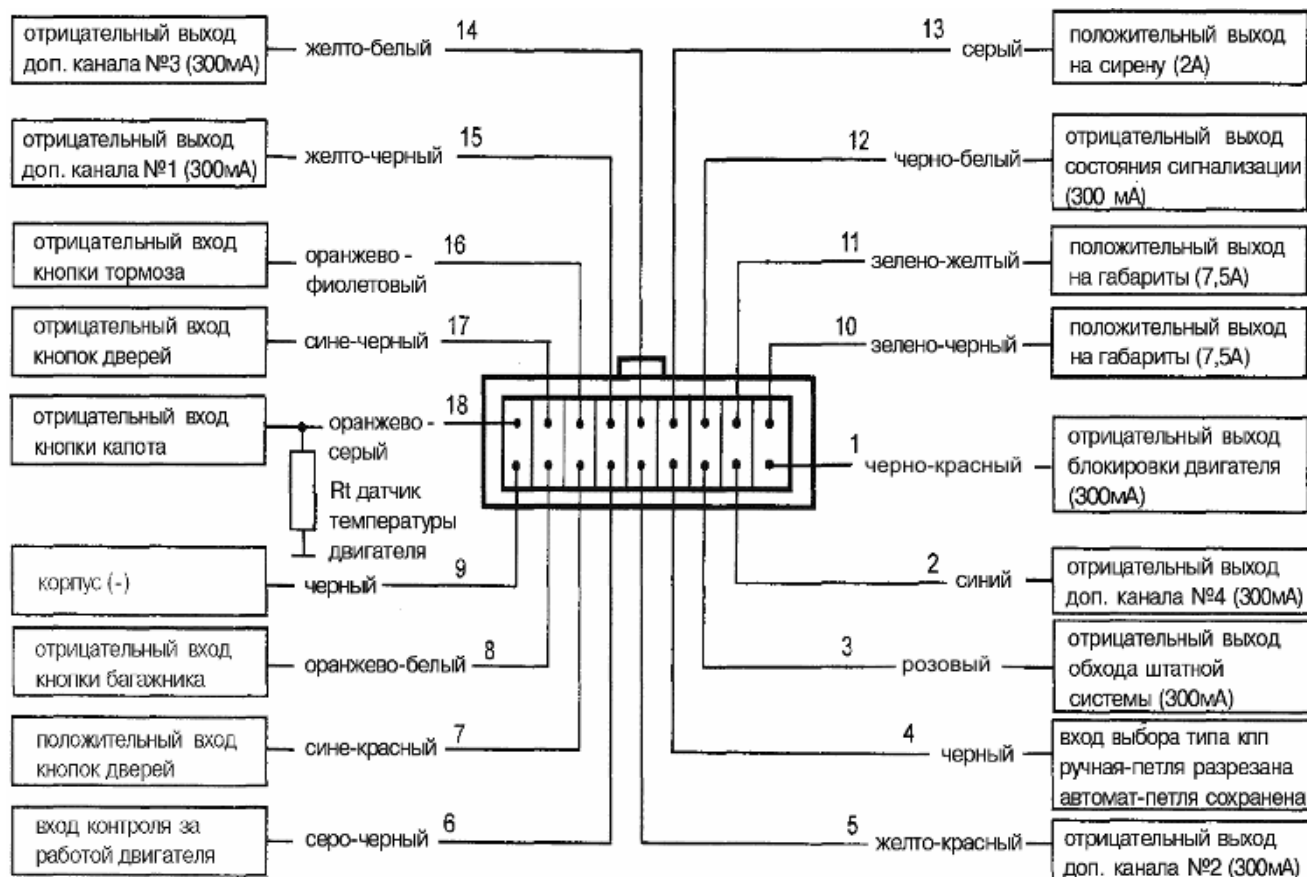 отрицательный выход
доп. канала №3 (300мА)
желто-белый
14
отрицательный выход
доп. канала №1 (300мА)
желто-черный
15
отрицательный вход
кнопки тормоза
оранжево -
фиолетовый
16
отрицательный вход
кнопок дверей
сине-черный
17
отрицательный вход
кнопки капота
оранжево -
серый
18
Rt датчик
температуры
двигателя
корпус (-)
черный
9
отрицательный вход
кнопки багажника
оранжево-белый
8
положительный вход
кнопок дверей
сине-красный
7
вход контроля за
работой двигателя
серо-черный
6
13
серый
положительный выход
на сирену (2А)
12
черно-белый
отрицательный выход
состояния сигнализации
(300 мА)
11
зелено-желтый
положительный выход
на габариты (7,5А)
10
зелено-черный
положительный выход
на габариты (7,5А)
1
черно-красный
отрицательный выход
блокировки двигателя
(300мА)
2
синий
отрицательный выход
доп. канала №4 (300мА)
3
розовый
отрицательный выход
обхода штатной
системы (300мА)
4
черный
вход выбора типа кпп
ручная-петля разрезана
автомат-петля сохранена
5
желто-красный
отрицательный выход
доп. канала №2 (300мА)